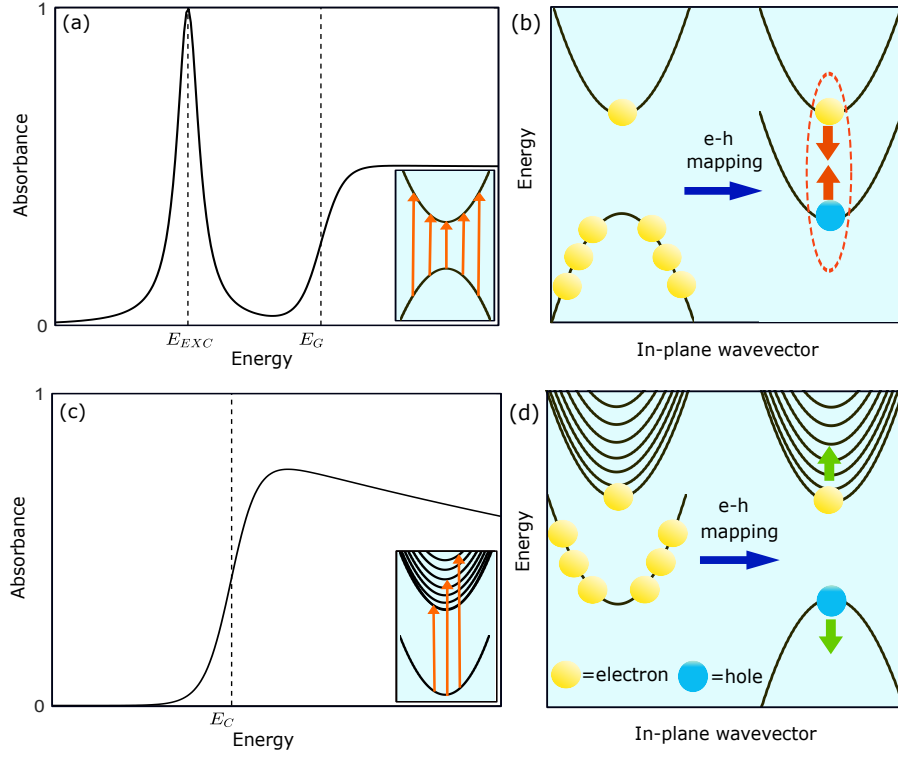 (a)
1
Absorbance
0
E_EXC
E_G
Energy
(b)
Energy
e-h
mapping
In-plane wavevector
(c)
1
Absorbance
0
E_C
Energy
(d)
Energy
e-h
mapping
=electron
=hole
In-plane wavevector